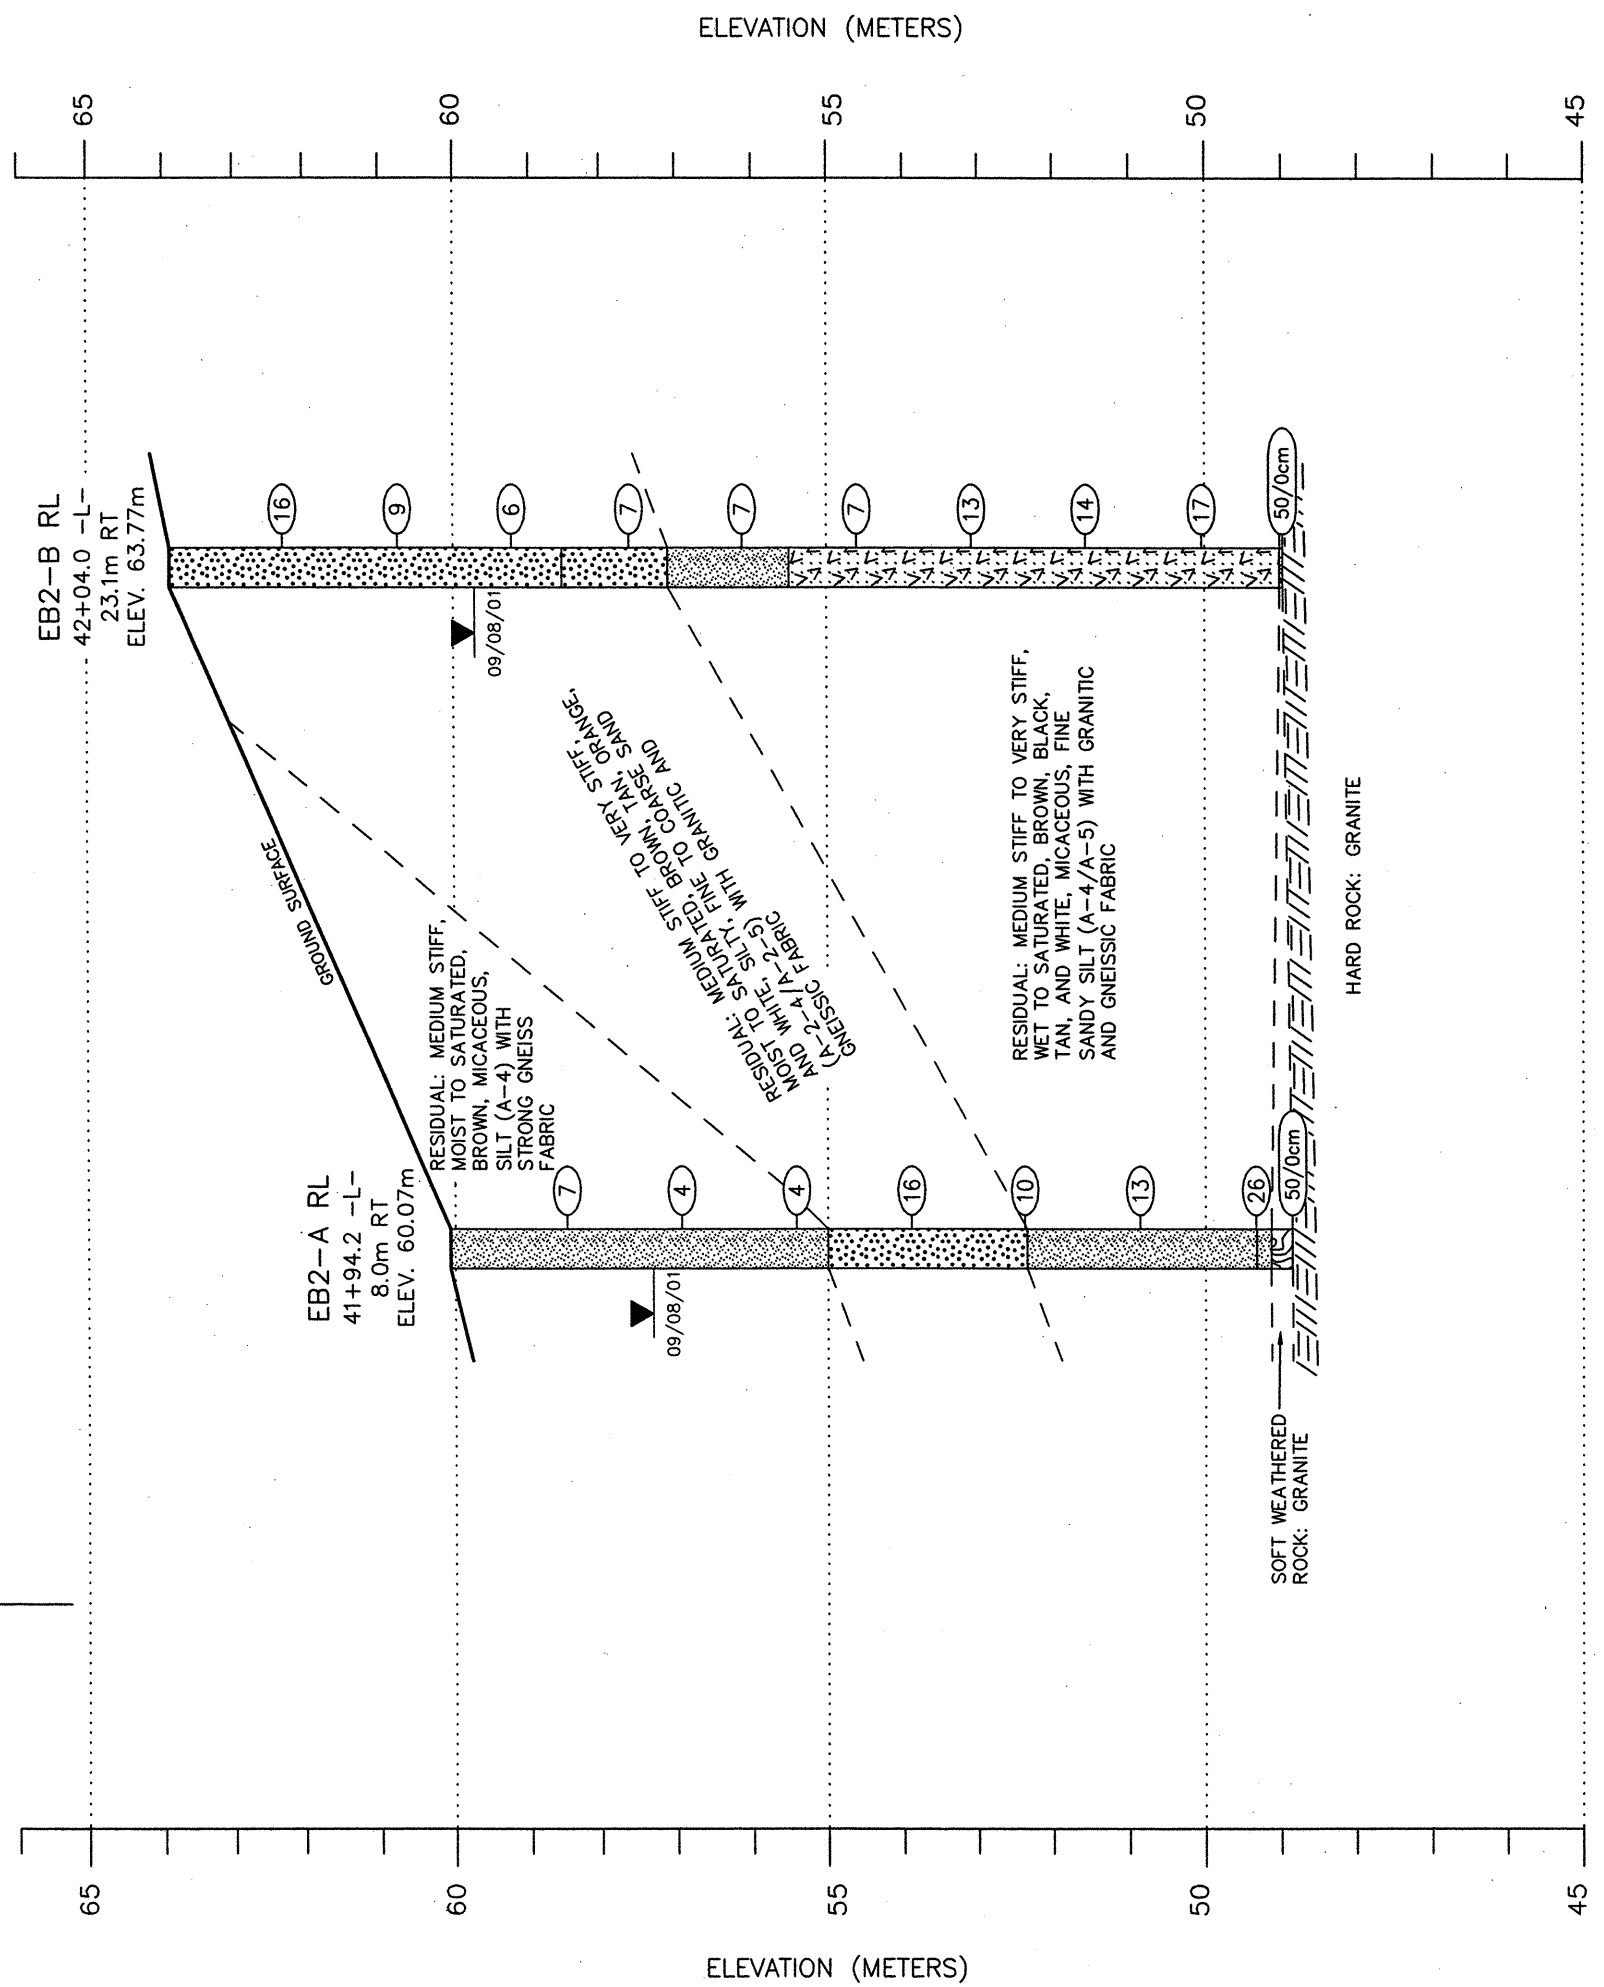 ELEVATION (METERS)
65
60
55
50
45
EB2-A RL
41+94.2 -L-
8.0m RT
ELEV. 60.07m
EB2-B RL
42+04.0 -L-
23.1m RT
ELEV. 63.77m
GROUND SURFACE
RESIDUAL: MEDIUM STIFF,
MOIST TO SATURATED,
BROWN, MICACEOUS,
SILT (A-4) WITH
STRONG GNEISS
FABRIC
7
4
4
16
10
13
26
50/0cm
09/08/01
16
9
6
7
7
7
13
14
17
50/0cm
09/08/01
RESIDUAL: MEDIUM STIFF TO VERY STIFF,
MOIST TO SATURATED, BROWN, TAN, ORANGE,
AND WHITE, SILTY, FINE TO COARSE SAND
(A-2-4/A-2-5) WITH GRANITIC AND
GNEISSIC FABRIC
RESIDUAL: MEDIUM STIFF TO VERY STIFF,
WET TO SATURATED, BROWN, BLACK,
TAN, AND WHITE, MICACEOUS, FINE
SANDY SILT (A-4/A-5) WITH GRANITIC
AND GNEISSIC FABRIC
SOFT WEATHERED
ROCK: GRANITE
HARD ROCK: GRANITE
65
60
55
50
45
ELEVATION (METERS)